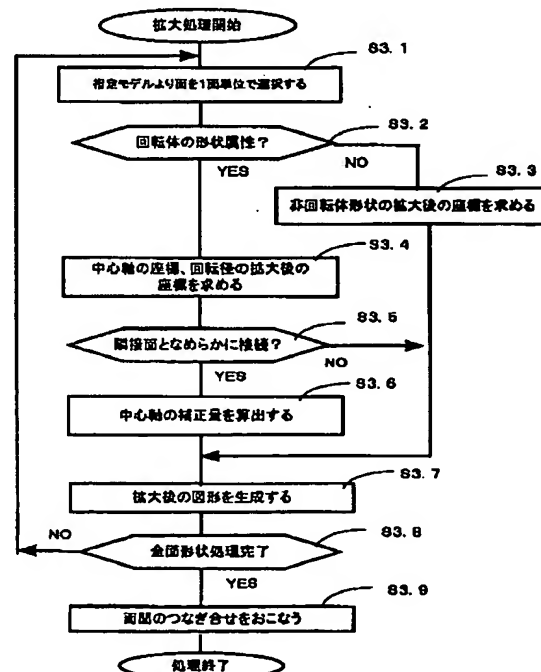 拡大処理開始
S3. 1
指定モデルより面を1面単位で選択する
S3. 2
回転体の形状属性?
YES
NO
S3. 3
非回転体形状の拡大後の座標を求める
S3. 4
中心軸の座標、回転径の拡大後の
座標を求める
S3. 5
隣接面となめらかに接続?
NO
YES
S3. 6
中心軸の補正量を算出する
S3. 7
拡大後の図形を生成する
S3. 8
NO
全面形状処理完了
YES
S3. 9
面間のつなぎ合せをおこなう
処理終了